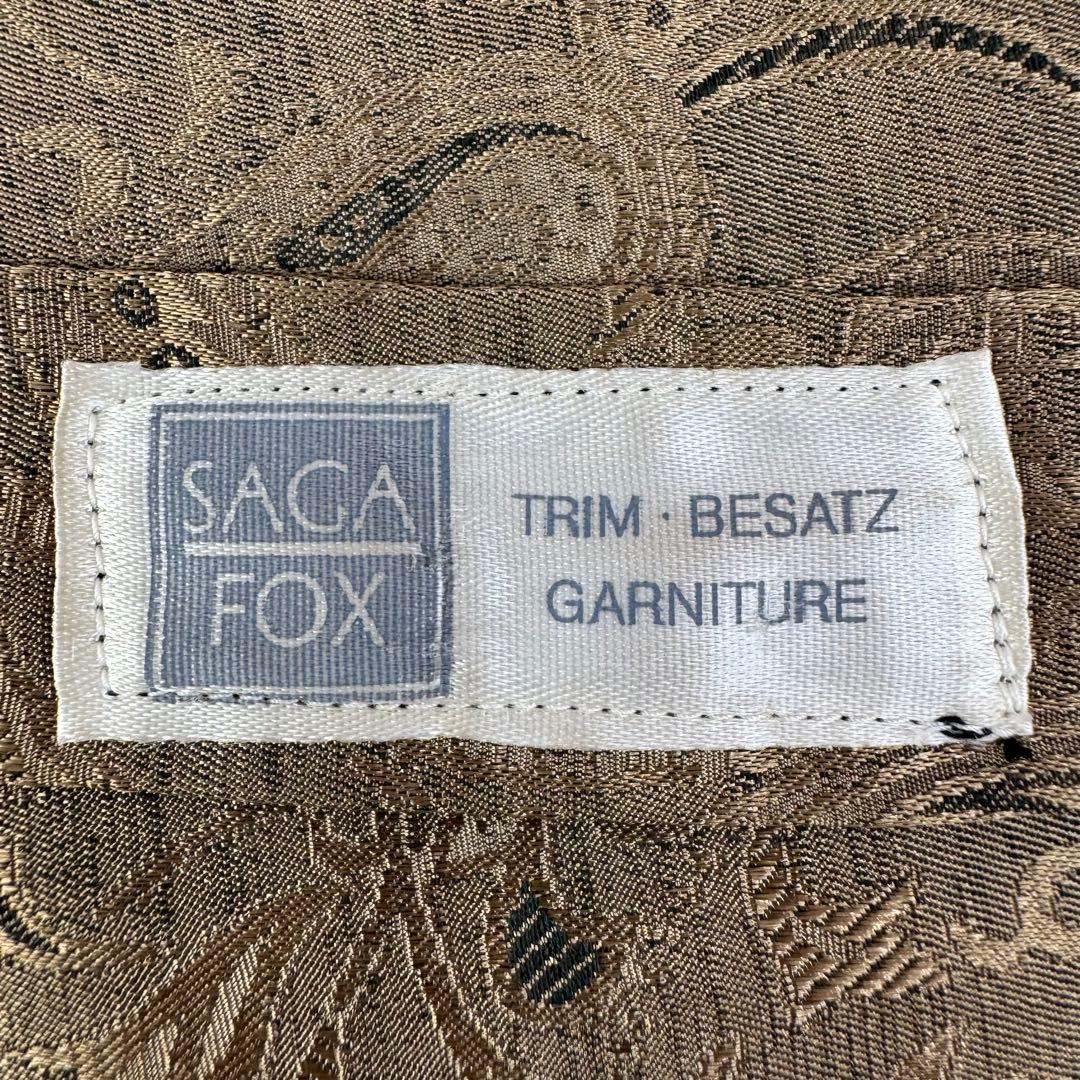 SAGA
FOX
TRIM · BESATZ
GARNITURE